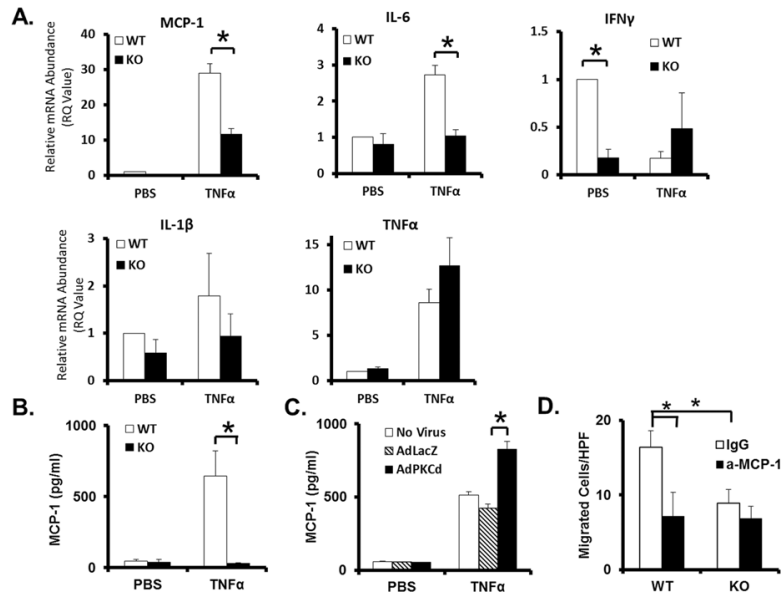 A.
MCP-1
Relative mRNA Abundance
(RQ Value)
40
30
20
10
0
WT
KO
*
PBS
TNFα
IL-6
4
3
2
1
0
WT
KO
*
PBS
TNFα
IFNγ
1.5
1
0.5
0
WT
KO
*
PBS
TNFα
IL-1β
Relative mRNA Abundance
(RQ Value
3
2
1
0
WT
KO
PBS
TNFα
TNFα
15
10
5
0
WT
KO
PBS
TNFα
B.
MCP-1 (pg/ml)
1000
500
0
WT
KO
*
PBS
TNFα
C.
MCP-1 (pg/ml)
1000
500
0
No Virus
AdLacZ
AdPKCd
*
PBS
TNFα
D.
Migrated Cells/HPF
20
10
0
* *
IgG
a-MCP-1
WT
KO